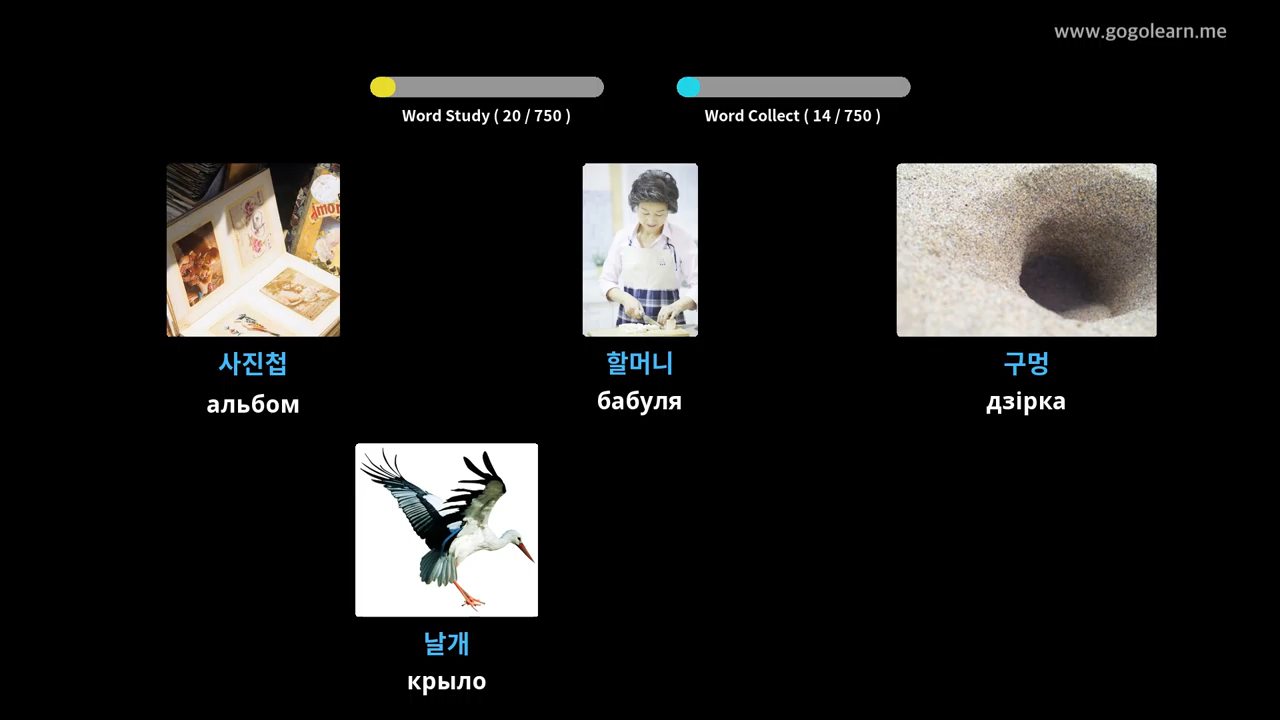 www.gogolearn.me
Word Study ( 20 / 750 )
Word Collect ( 14 / 750 )
사진첩
альбом
할머니
бабуля
구멍
дзірка
날개
крыло